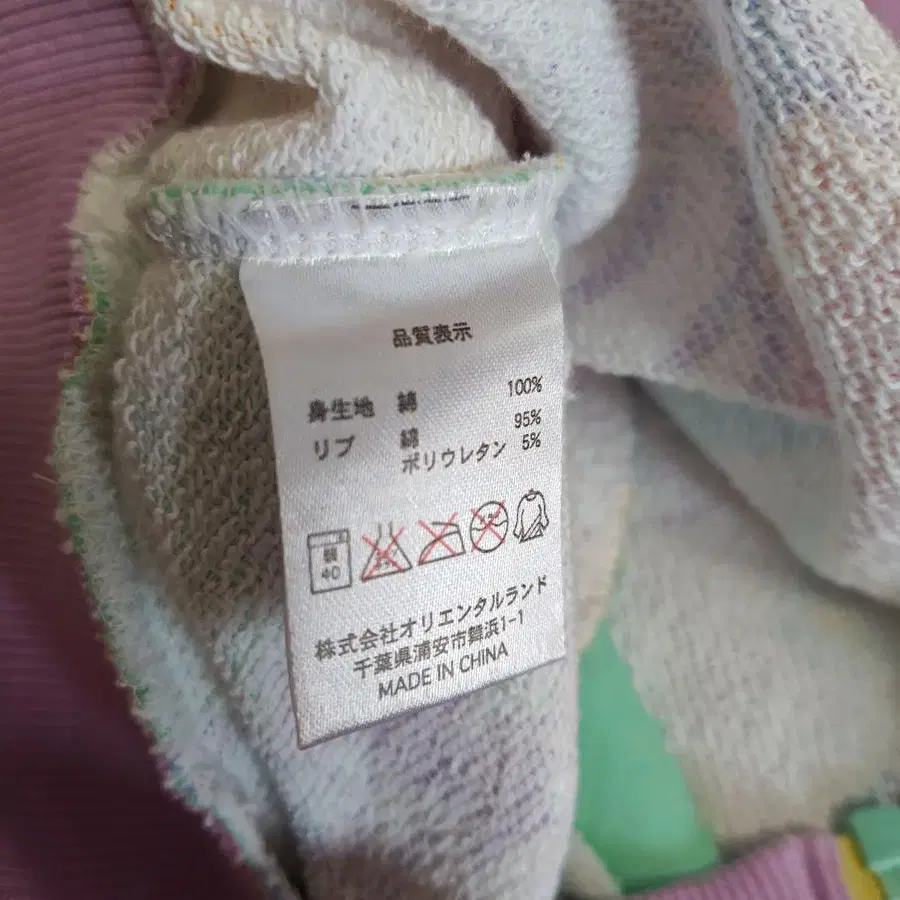 品質表示
身生地 綿 100%
リブ 綿 95%
ポリウレタン 5%
弱
40
株式会社オリエンタルランド
千葉県浦安市舞浜1-1
MADE IN CHINA